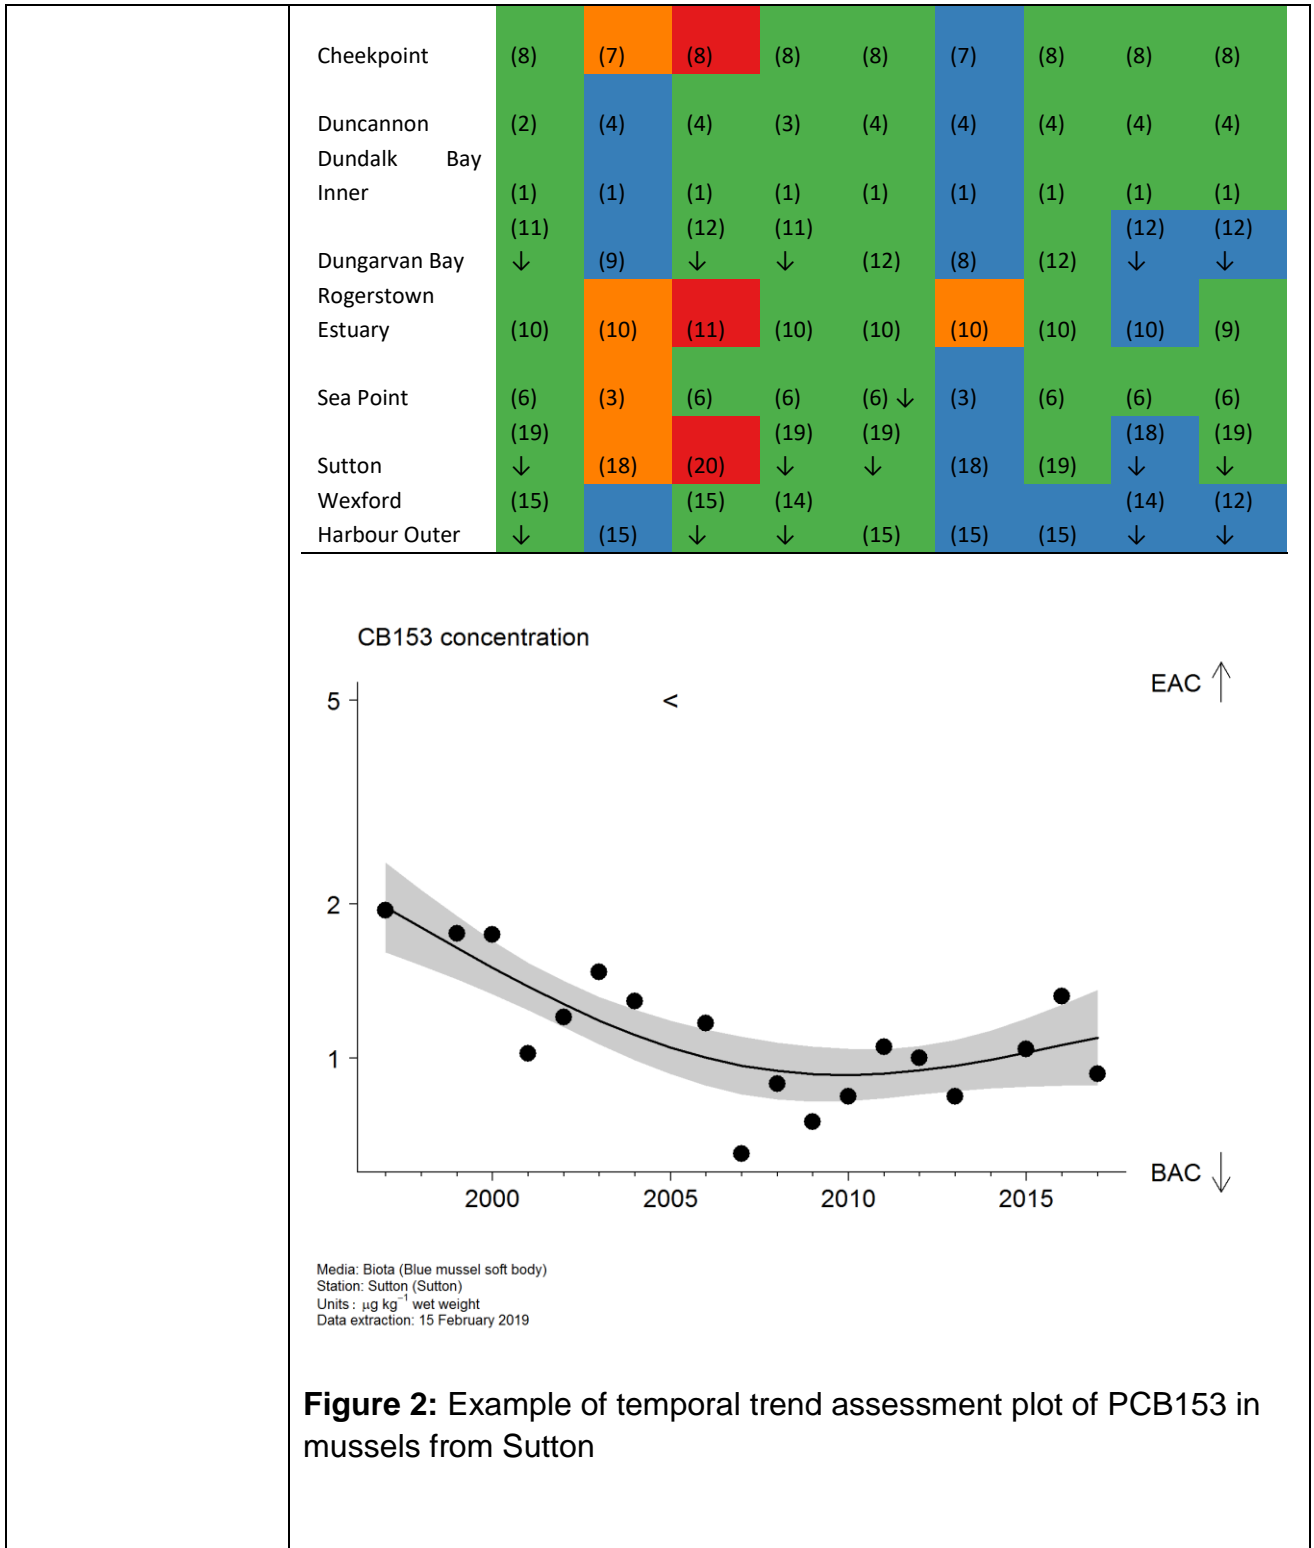 Cheekpoint (8) (7) (8) (8) (8) (7) (8) (8) (8)
Duncannon (2) (4) (4) (3) (4) (4) (4) (4) (4)
Dundalk Bay
Inner (1) (1) (1) (1) (1) (1) (1) (1) (1)
(11) (12) (11) (12) (12)
Dungarvan Bay ↓ (9) ↓ ↓ (12) (8) (12) ↓ ↓
Rogerstown
Estuary (10) (10) (11) (10) (10) (10) (10) (10) (9)
Sea Point (6) (3) (6) (6) (6) ↓ (3) (6) (6) (6)
(19) (19) (19) (18) (19)
Sutton ↓ (18) (20) ↓ ↓ (18) (19) ↓ ↓
Wexford (15) (15) (14) (14) (12)
Harbour Outer ↓ (15) ↓ ↓ (15) (15) (15) ↓ ↓
CB153 concentration
EAC ↑
5 <
2
1
BAC ↓
2000 2005 2010 2015
Media: Biota (Blue mussel soft body)
Station: Sutton (Sutton)
Units : μg kg⁻¹ wet weight
Data extraction: 15 February 2019
Figure 2: Example of temporal trend assessment plot of PCB153 in
mussels from Sutton